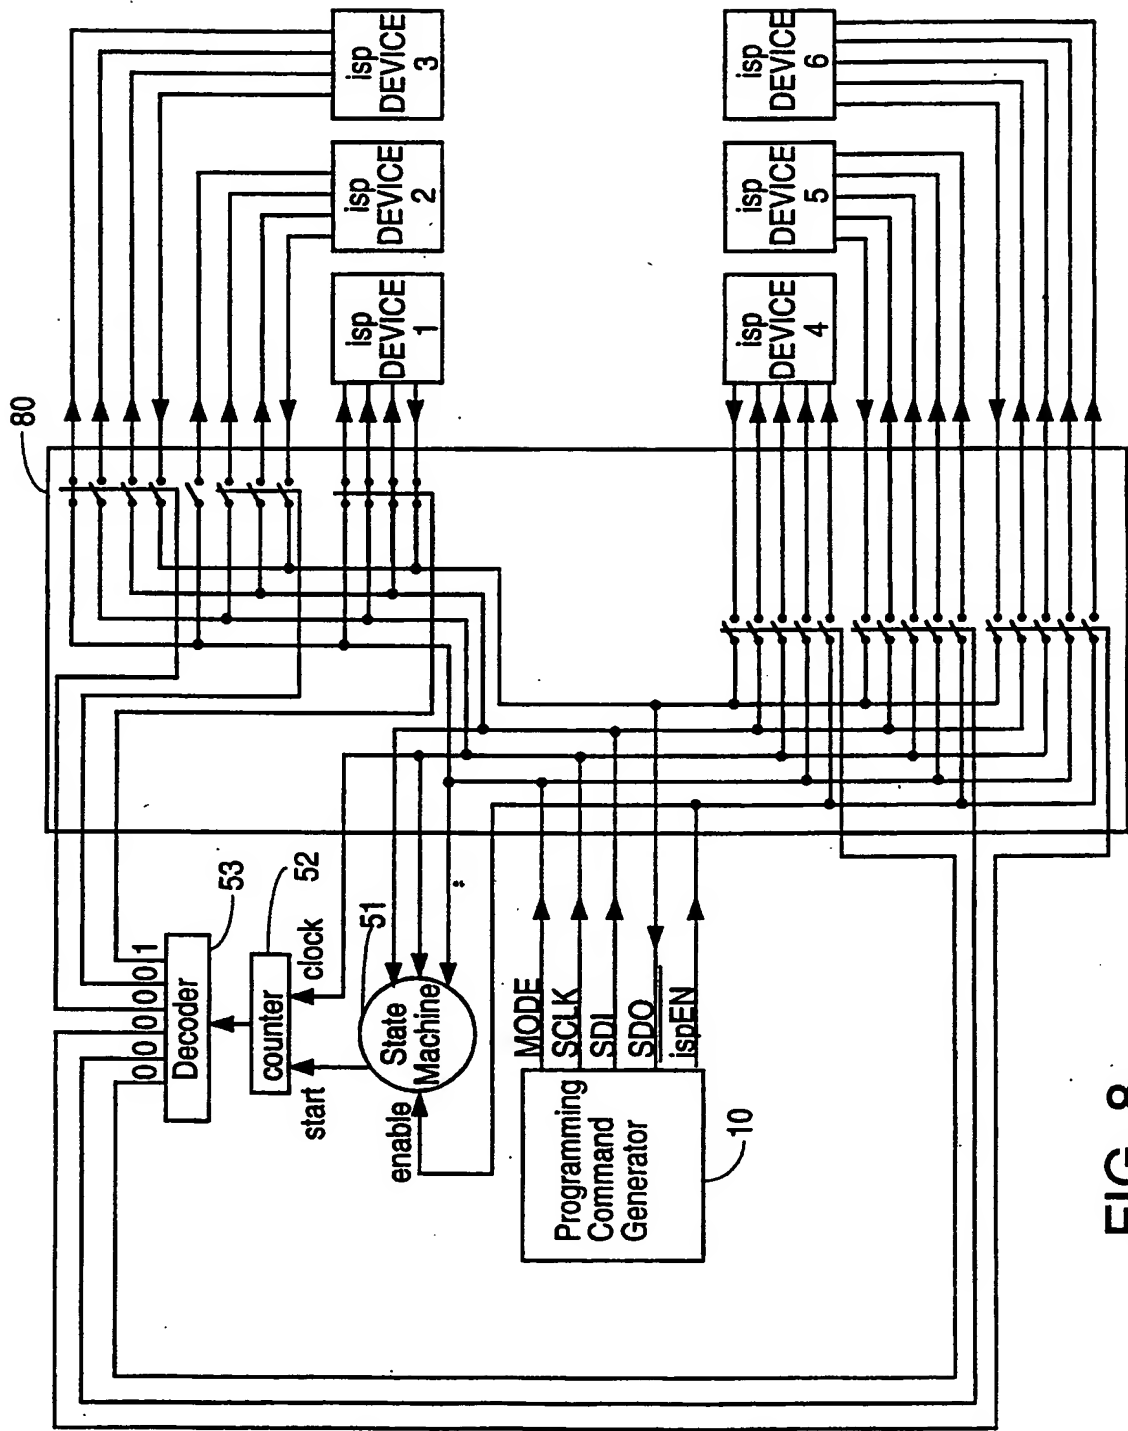 isp
DEVICE
3
isp
DEVICE
6
isp
DEVICE
2
isp
DEVICE
5
isp
DEVICE
1
isp
DEVICE
4
80
53
52
51
0 0 0 0 0 1
Decoder
counter
clock
start
State
Machine
enable
MODE
SCLK
SDI
SDO
ispEN
Programming
Command
Generator
10
FIG. 8